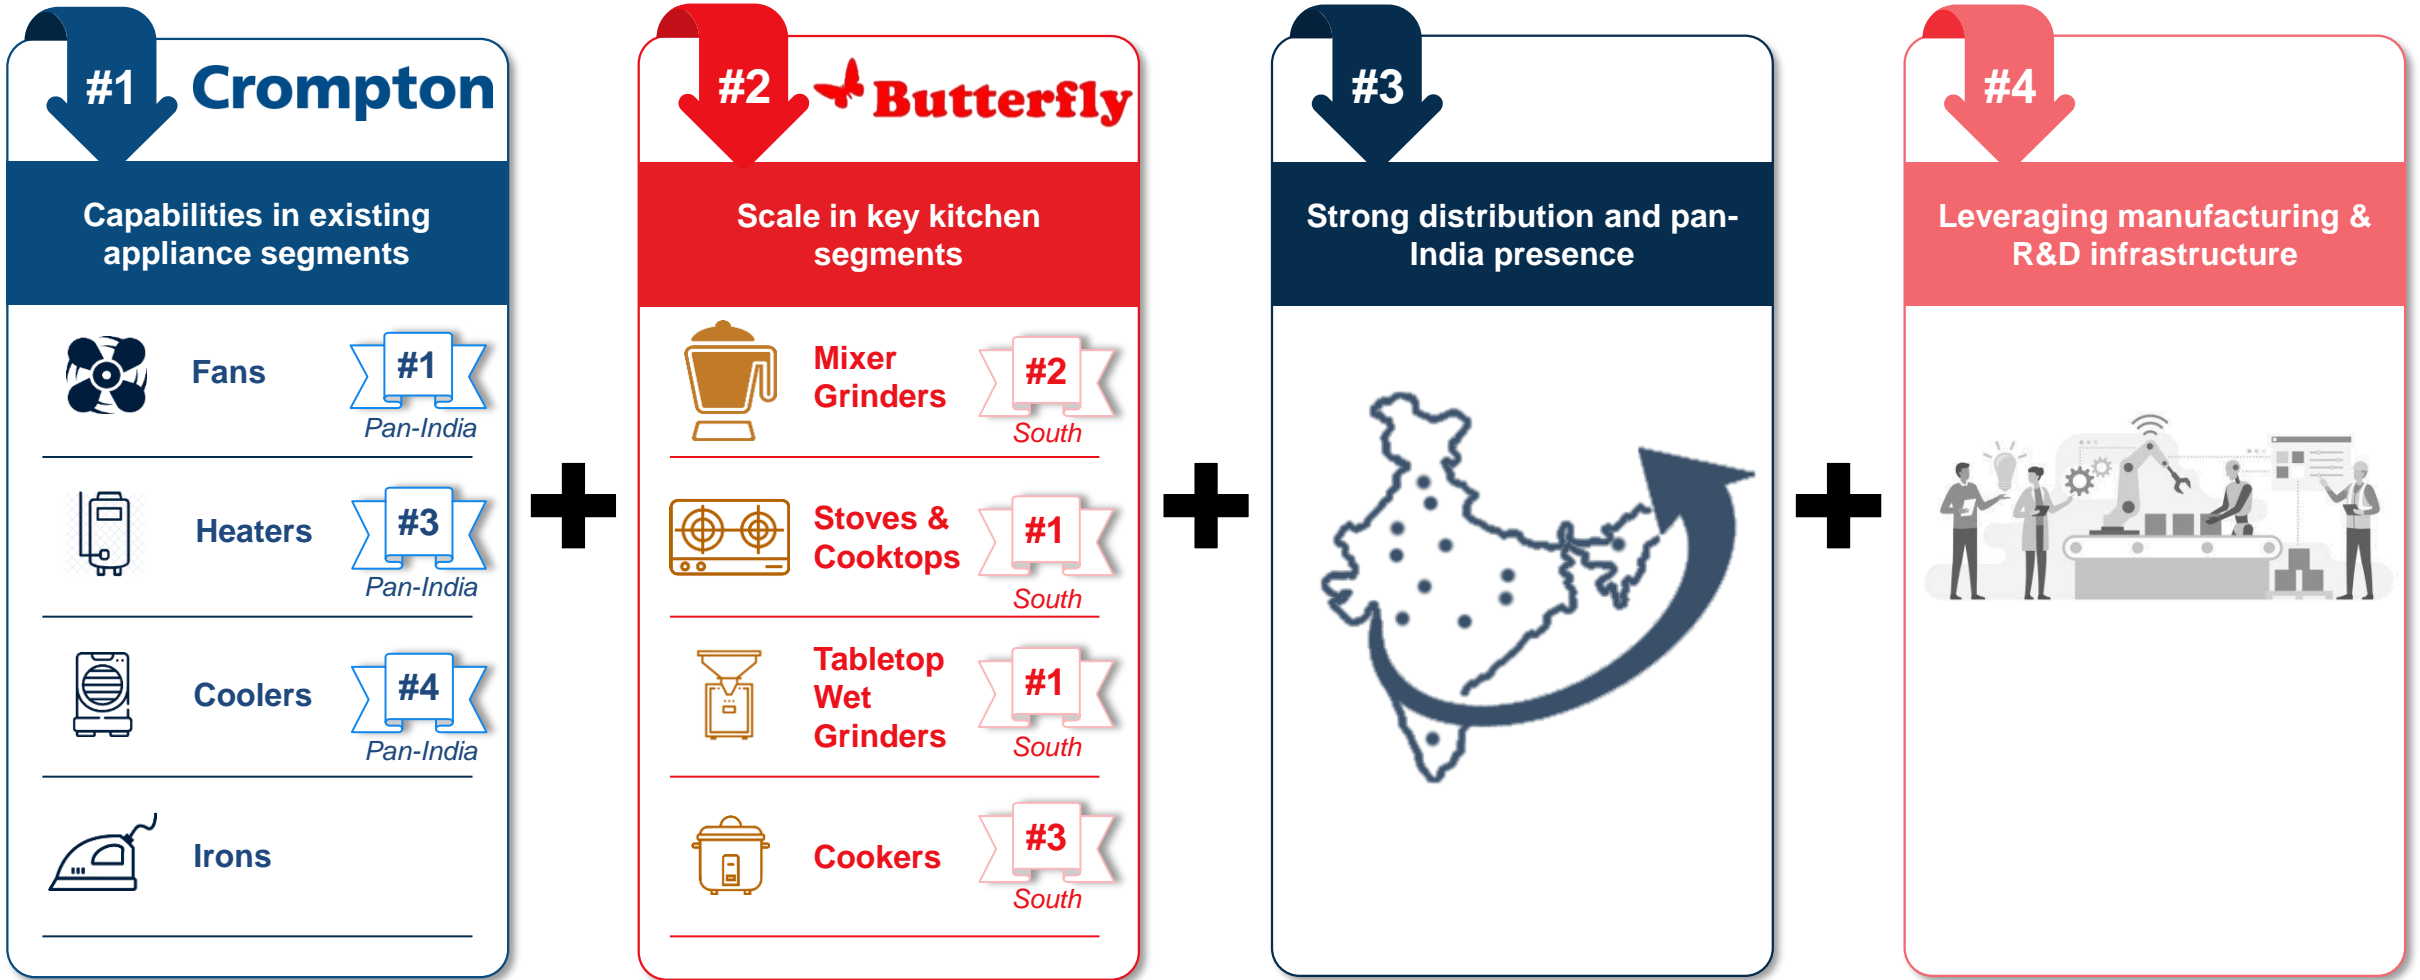 #1
Crompton
Capabilities in existing
appliance segments
Fans
#1
Pan-India
Heaters
#3
Pan-India
Coolers
#4
Pan-India
Irons
#2
Butterfly
Scale in key kitchen
segments
Mixer
Grinders
#2
South
Stoves &
Cooktops
#1
South
Tabletop
Wet
Grinders
#1
South
Cookers
#3
South
#3
Strong distribution and pan-
India presence
#4
Leveraging manufacturing &
R&D infrastructure